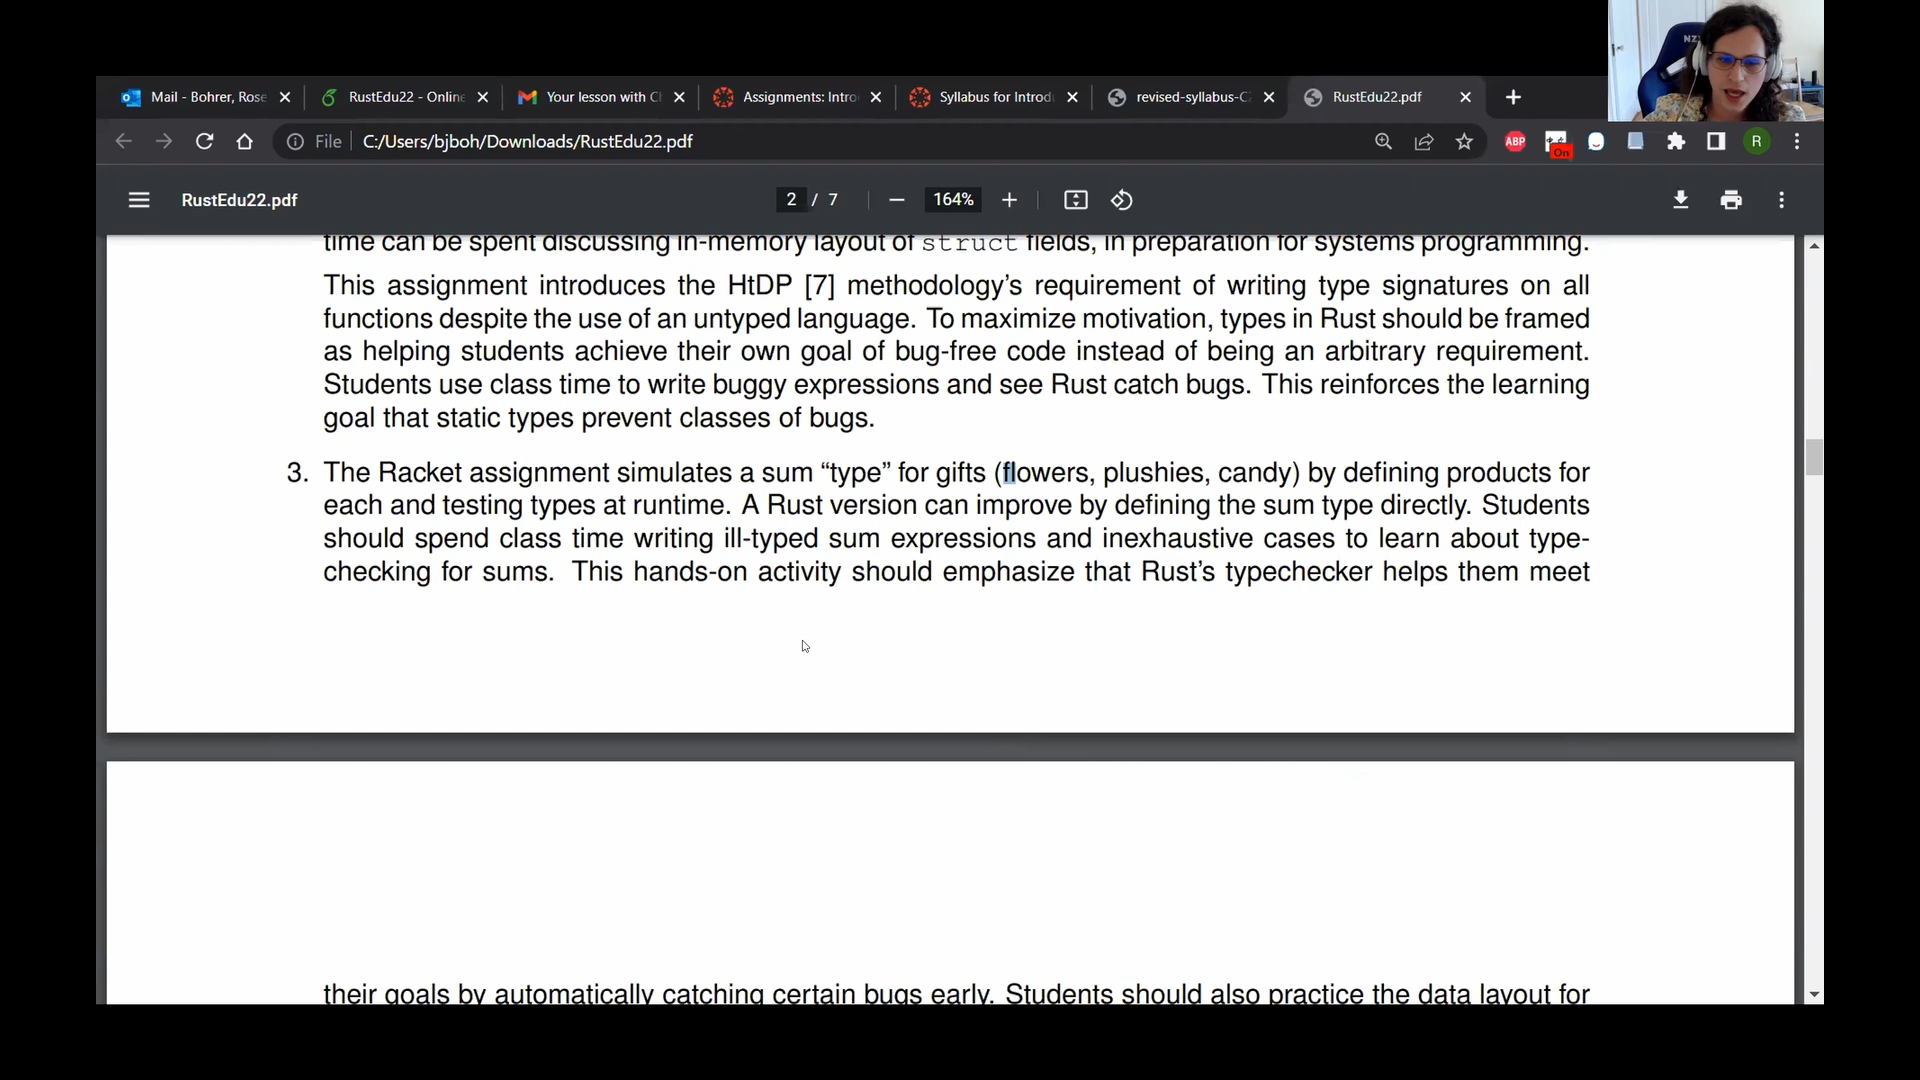 NZX
Mail - Bohrer, Rose
RustEdu22 - Online
Your lesson with Ch
Assignments: Intro
Syllabus for Introdu
revised-syllabus-C
RustEdu22.pdf
File
C:/Users/bjboh/Downloads/RustEdu22.pdf
ABP
On
R
RustEdu22.pdf
2 / 7
164%
time can be spent discussing in-memory layout of struct fields, in preparation for systems programming.
This assignment introduces the HtDP [7] methodology’s requirement of writing type signatures on all
functions despite the use of an untyped language. To maximize motivation, types in Rust should be framed
as helping students achieve their own goal of bug-free code instead of being an arbitrary requirement.
Students use class time to write buggy expressions and see Rust catch bugs. This reinforces the learning
goal that static types prevent classes of bugs.
3. The Racket assignment simulates a sum “type” for gifts (flowers, plushies, candy) by defining products for
each and testing types at runtime. A Rust version can improve by defining the sum type directly. Students
should spend class time writing ill-typed sum expressions and inexhaustive cases to learn about type-
checking for sums. This hands-on activity should emphasize that Rust’s typechecker helps them meet
their goals by automatically catching certain bugs early. Students should also practice the data layout for